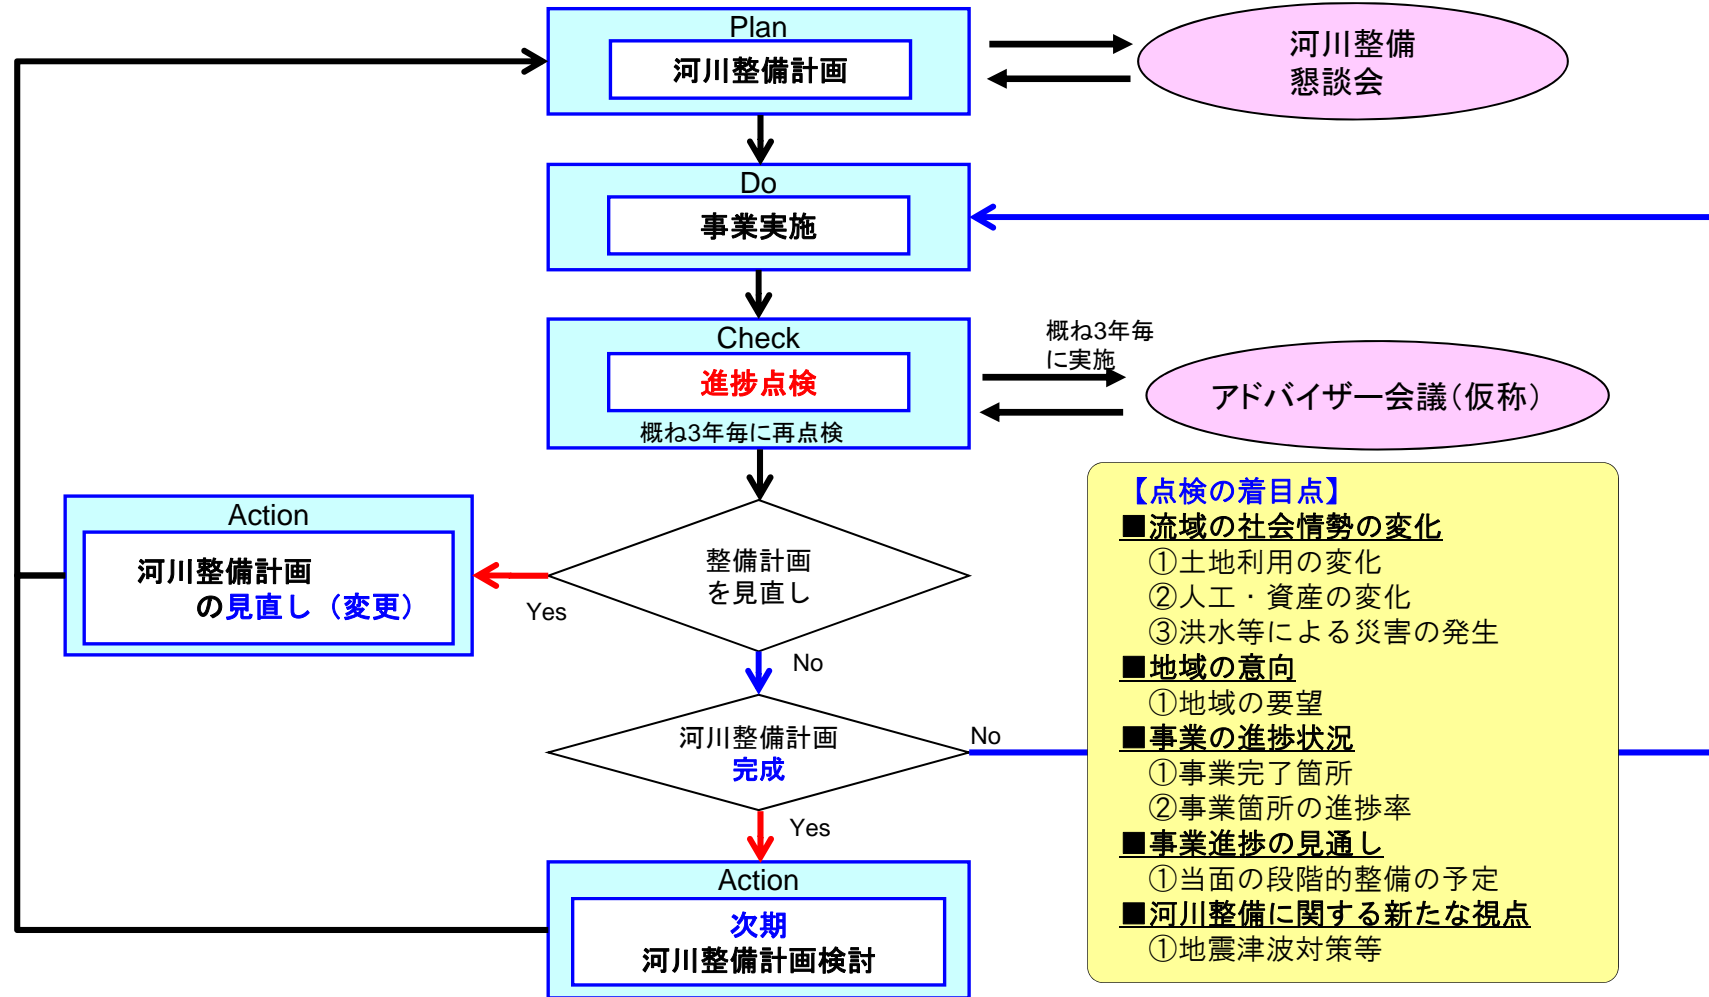 Plan
河川整備計画
河川整備
懇談会
Do
事業実施
Check
進捗点検
概ね3年毎に再点検
概ね3年毎
に実施
アドバイザー会議(仮称)
Action
河川整備計画
の見直し(変更)
整備計画
を見直し
Yes
No
河川整備計画
完成
No
Yes
Action
次期
河川整備計画検討
【点検の着目点】
■流域の社会情勢の変化
①土地利用の変化
②人工・資産の変化
③洪水等による災害の発生
■地域の意向
①地域の要望
■事業の進捗状況
①事業完了箇所
②事業箇所の進捗率
■事業進捗の見通し
①当面の段階的整備の予定
■河川整備に関する新たな視点
①地震津波対策等